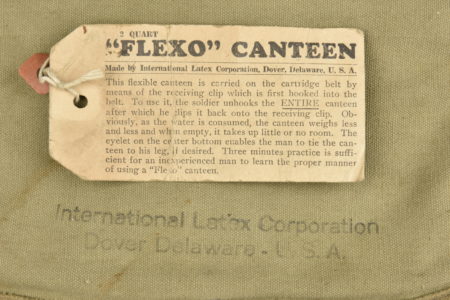 2 QUART
"FLEXO" CANTEEN
Made by International Latex Corporation, Dover, Delaware, U. S. A.
This flexible canteen is carried on the cartridge belt by
means of the receiving clip which is first hooked into the
belt. To use it, the soldier unhooks the ENTIRE canteen
after which he slips it back onto the receiving clip. Ob-
viously, as the water is consumed, the canteen weighs less
and less and when empty, it takes up little or no room. The
eyelet on the center bottom enables the man to tie the can-
teen to his leg, if desired. Three minutes practice is suffi-
cient for an inexperienced man to learn the proper manner
of using a "Flexo" canteen.
International Latex Corporation
Dover Delaware - U. S. A.